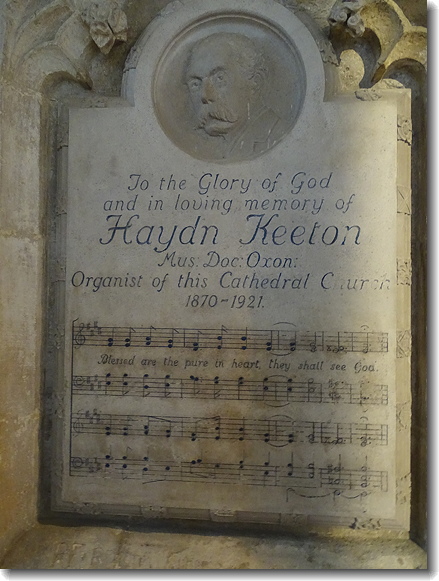 To the Glory of God
and in loving memory of
Haydn Keeton
Mus. Doc: Oxon:
Organist of this Cathedral Church
1870-1921.
Blessed are the pure in heart, they shall see God.